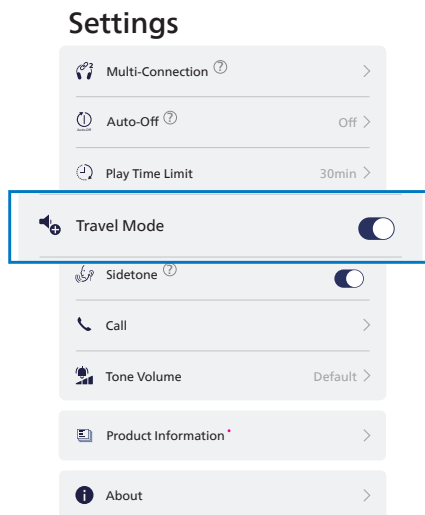 Settings
Multi-Connection ?
Auto-Off ?
Off
Play Time Limit
30min
Travel Mode
Sidetone ?
Call
Tone Volume
Default
Product Information
About